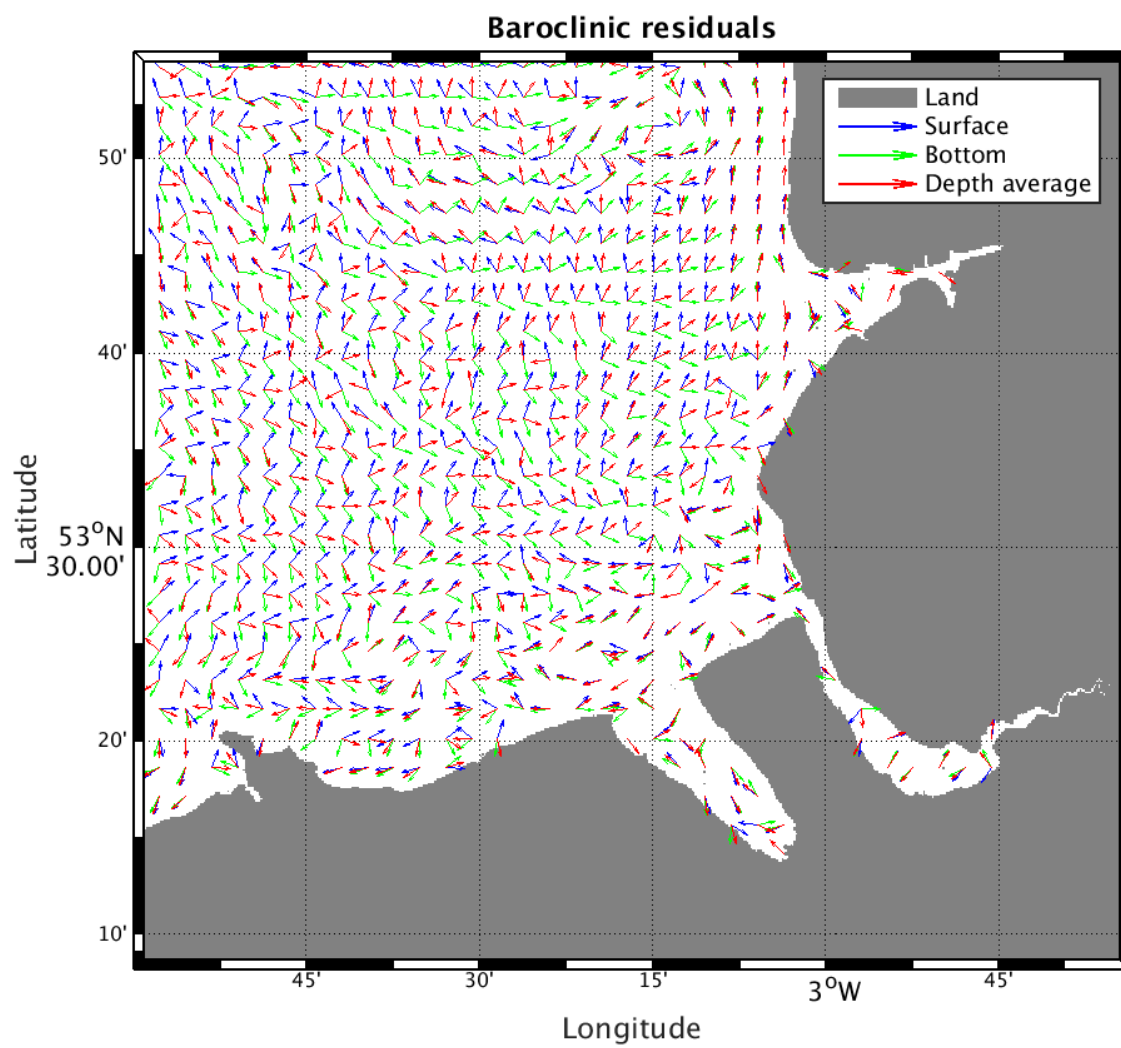 Baroclinic residuals
Land
Surface
Bottom
Depth average
50'
40'
53°N
30.00'
20'
10'
Latitude
45'
30'
15'
3°W
45'
Longitude